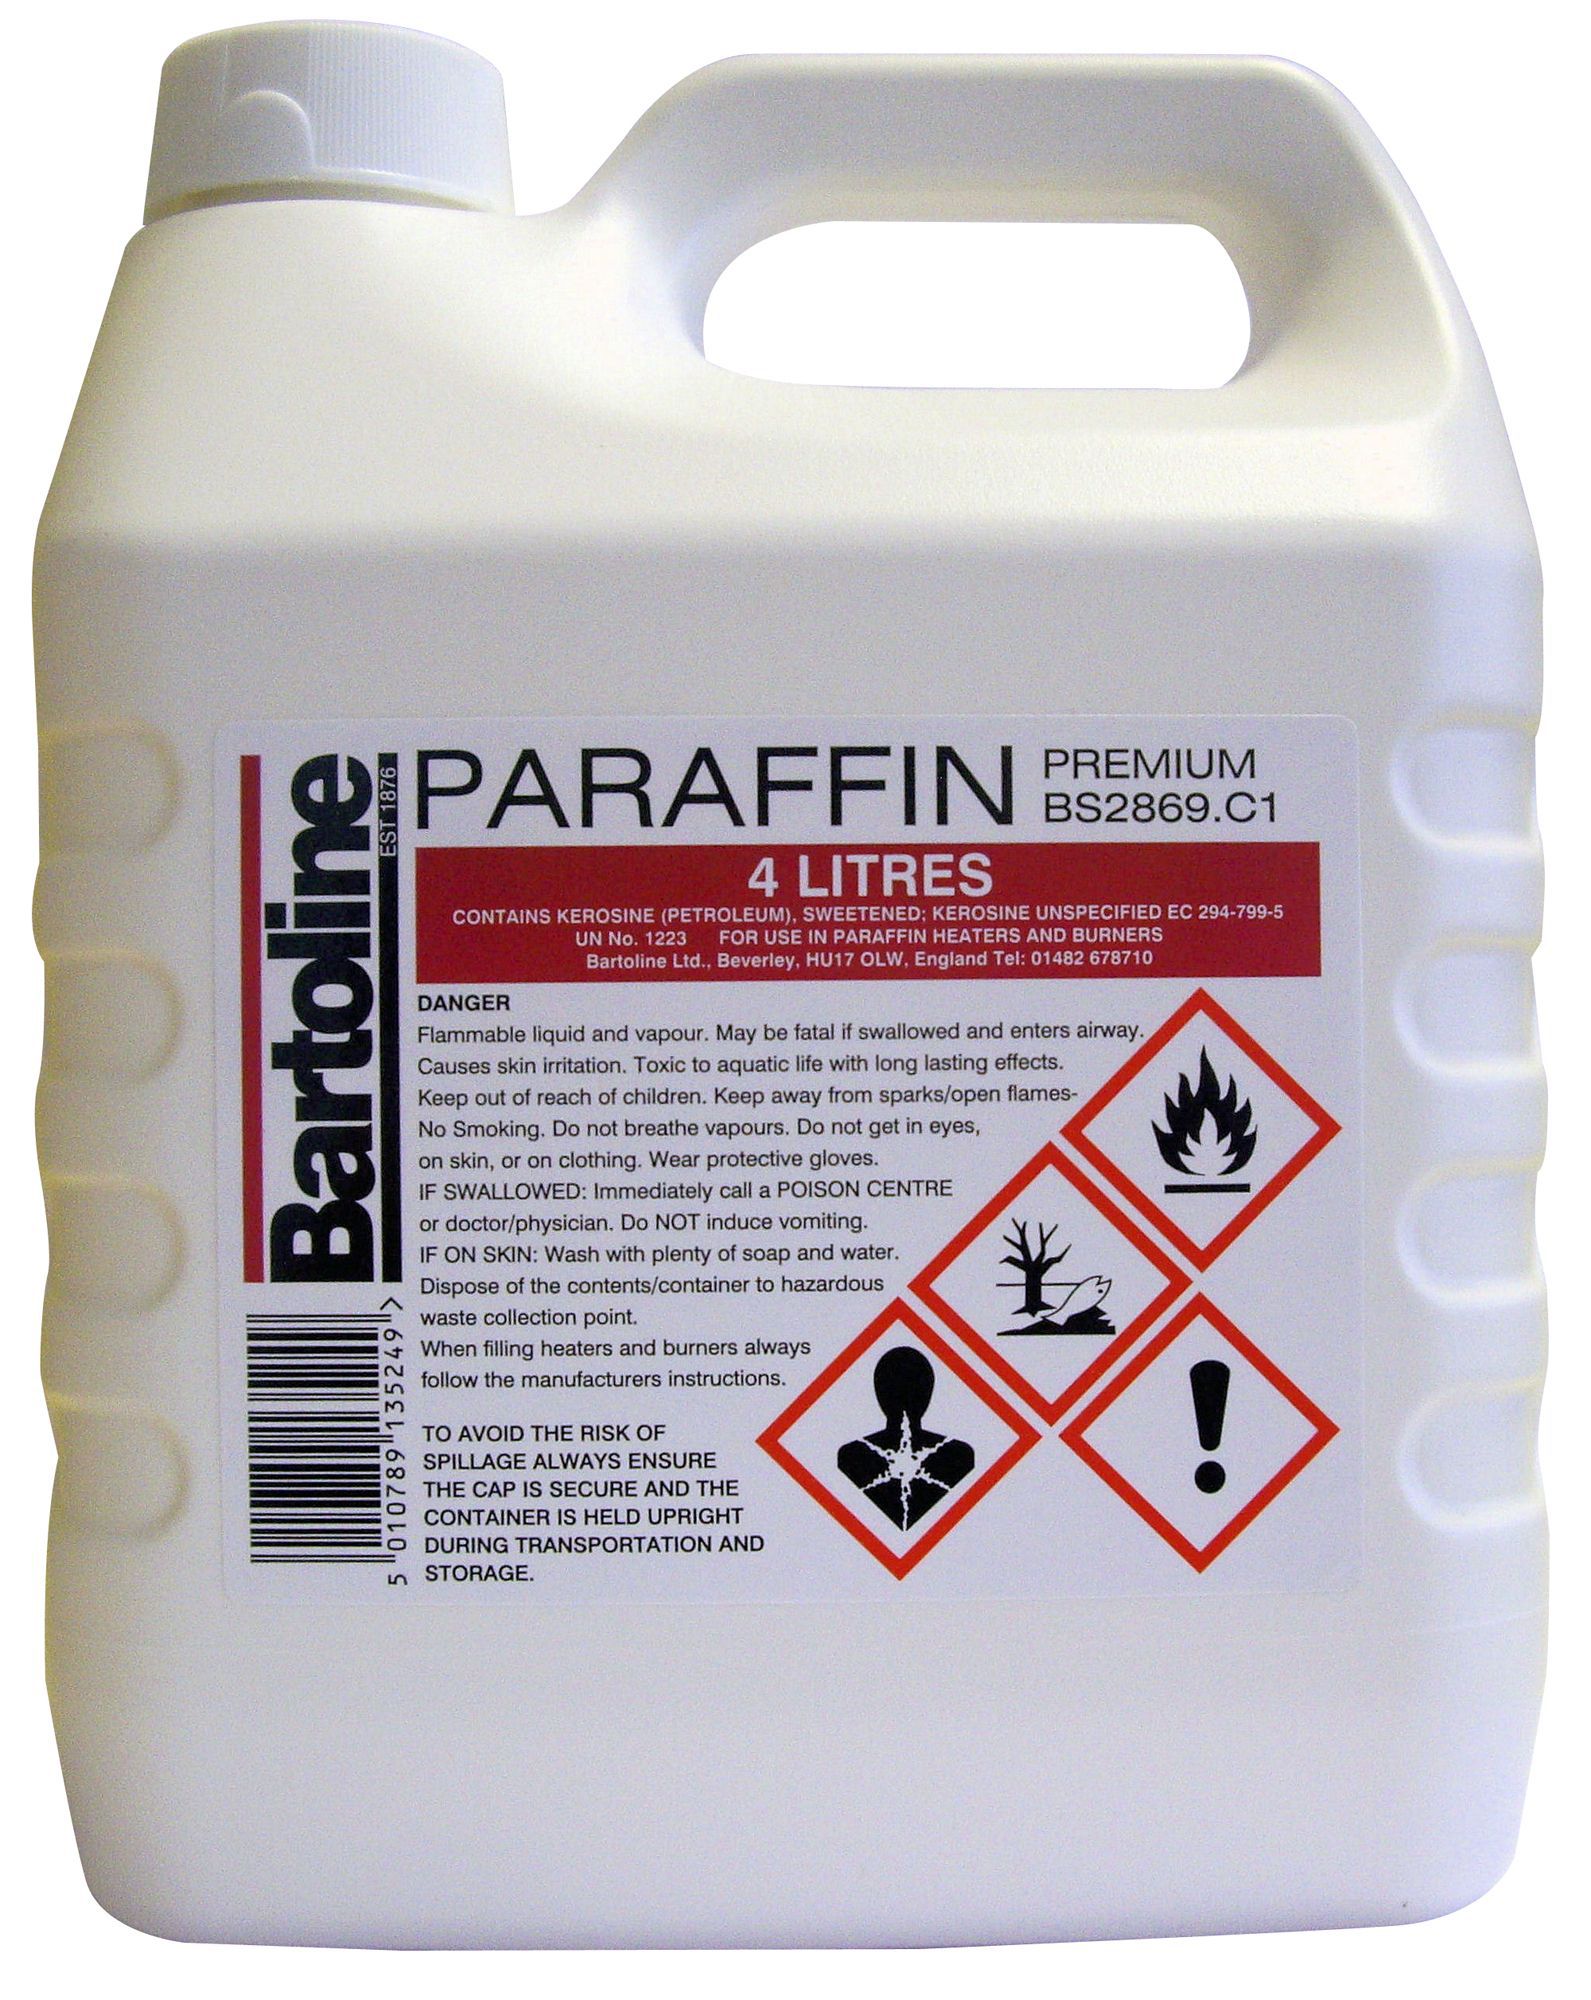 Bartoline
EST 1876
PARAFFIN
PREMIUM
BS2869.C1
4 LITRES
CONTAINS KEROSINE (PETROLEUM), SWEETENED; KEROSINE UNSPECIFIED EC 294-799-5
UN No. 1223 FOR USE IN PARAFFIN HEATERS AND BURNERS
Bartoline Ltd., Beverley, HU17 OLW, England Tel: 01482 678710
DANGER
Flammable liquid and vapour. May be fatal if swallowed and enters airway.
Causes skin irritation. Toxic to aquatic life with long lasting effects.
Keep out of reach of children. Keep away from sparks/open flames-
No Smoking. Do not breathe vapours. Do not get in eyes,
on skin, or on clothing. Wear protective gloves.
IF SWALLOWED: Immediately call a POISON CENTRE
or doctor/physician. Do NOT induce vomiting.
IF ON SKIN: Wash with plenty of soap and water.
Dispose of the contents/container to hazardous
waste collection point.
When filling heaters and burners always
follow the manufacturers instructions.
TO AVOID THE RISK OF
SPILLAGE ALWAYS ENSURE
THE CAP IS SECURE AND THE
CONTAINER IS HELD UPRIGHT
DURING TRANSPORTATION AND
STORAGE.
5 010789 135249 >